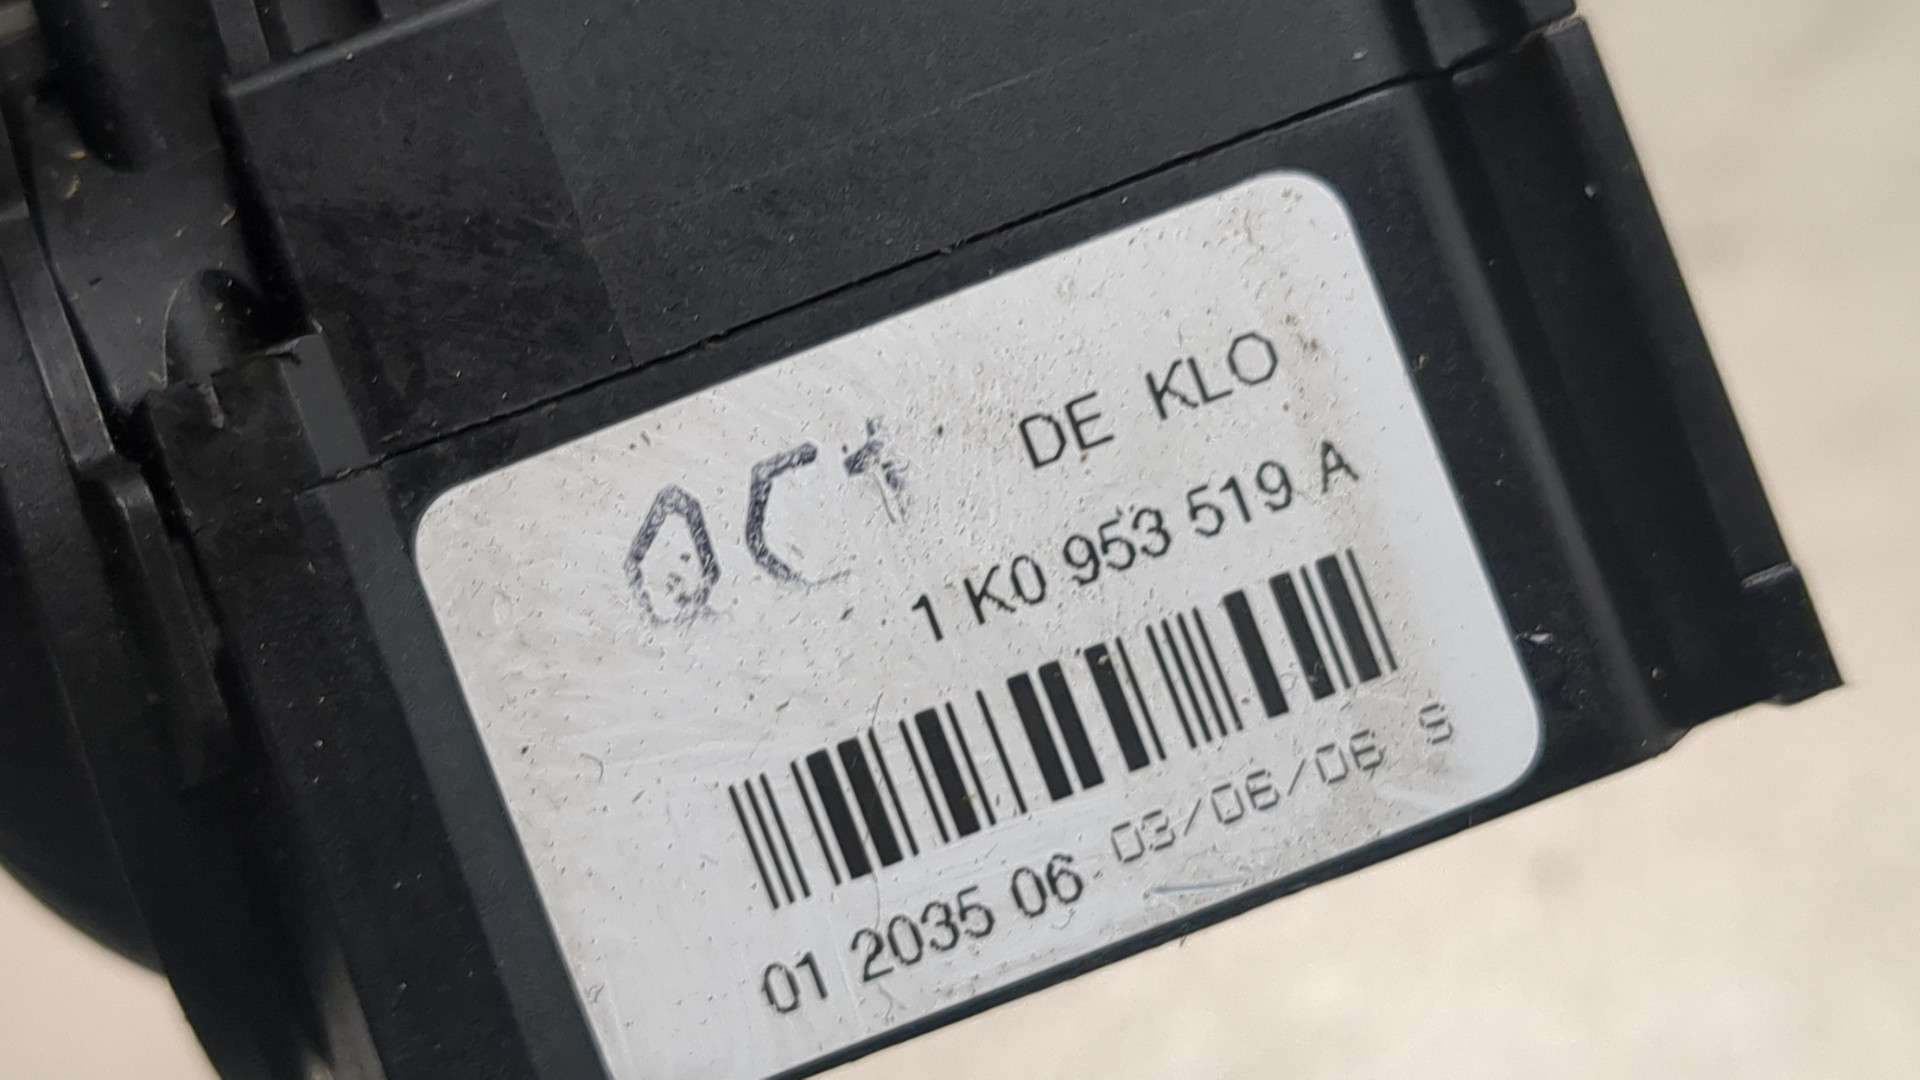 OCt
DE KLO
1 K0 953 519 A
01 2035 06 03/06/06 S